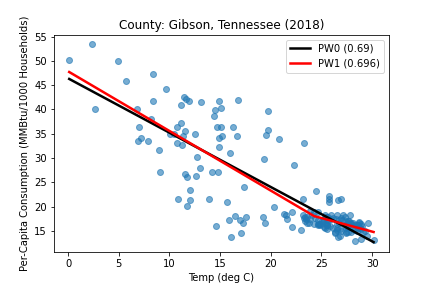 County: Gibson, Tennessee (2018)
PW0 (0.69)
PW1 (0.696)
Per-Capita Consumption (MMBtu/1000 Households)
55
50
45
40
35
30
25
20
15
0 5 10 15 20 25 30
Temp (deg C)